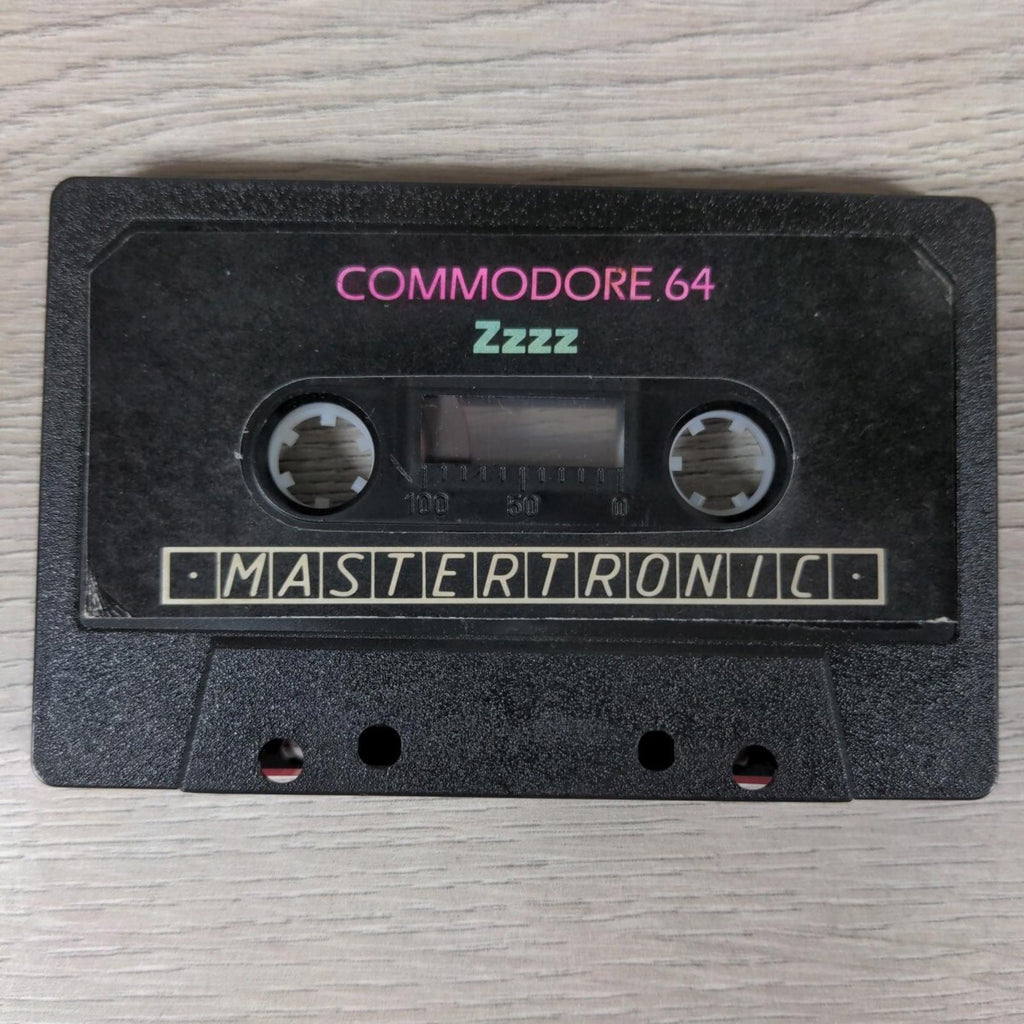 COMMODORE 64
Zzzz
100 50 0
· MASTERTRONIC ·